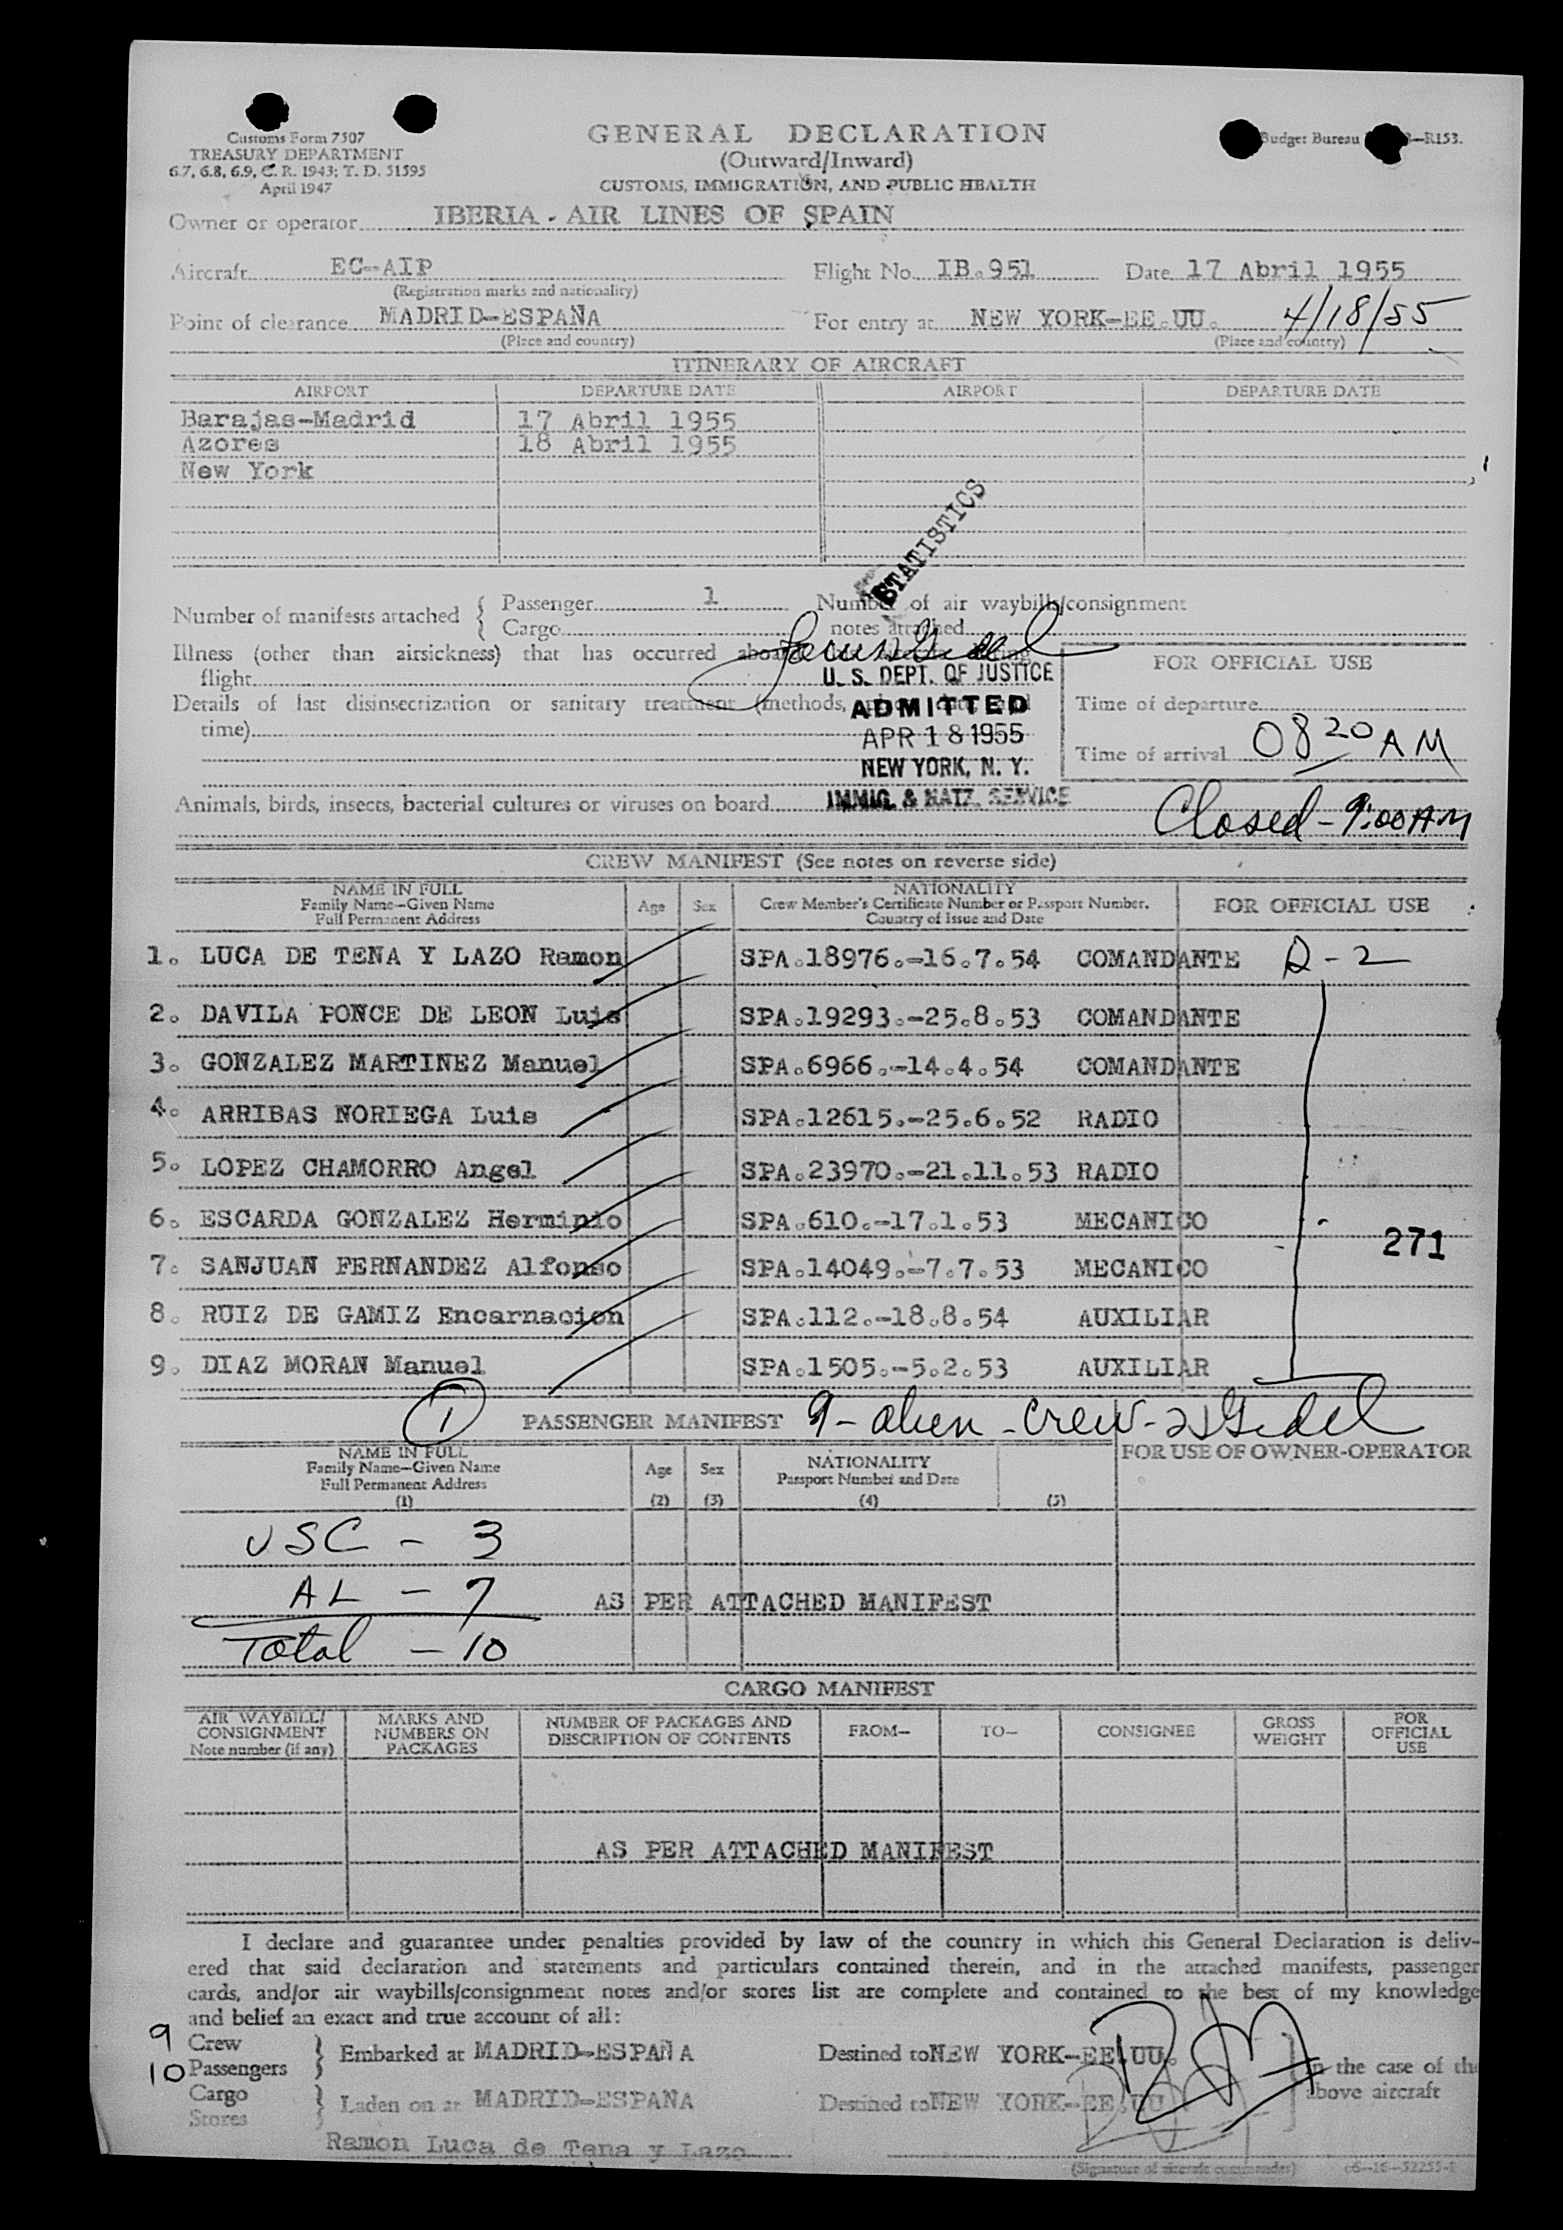 Customs Form 7507
TREASURY DEPARTMENT
6.7, 6.8, 6.9, C. R. 1943; T. D. 51595
April 1947
GENERAL DECLARATION
(Outward/Inward)
CUSTOMS, IMMIGRATION, AND PUBLIC HEALTH
Budget Bureau —R153.
Owner or operator IBERIA - AIR LINES OF SPAIN
Aircraft EC-AIP Flight No. IB.951 Date 17 Abril 1955
(Registration marks and nationality)
Point of clearance MADRID-ESPAÑA For entry at NEW YORK-EE.UU. 4/18/55
(Place and country) (Place and country)
ITINERARY OF AIRCRAFT
AIRPORT DEPARTURE DATE AIRPORT DEPARTURE DATE
Barajas-Madrid 17 Abril 1955
Azores 18 Abril 1955
New York
STATISTICS
Number of manifests attached { Passenger 1 Number of air waybills/consignment
Cargo notes attached
Illness (other than airsickness) that has occurred aboard
flight
U. S. DEPT. OF JUSTICE
FOR OFFICIAL USE
Details of last disinsectization or sanitary treatment (methods,
time)
ADMITTED
APR 18 1955
NEW YORK, N. Y.
IMMIG. & NATZ. SERVICE
Time of departure
Time of arrival 08 20 AM
Animals, birds, insects, bacterial cultures or viruses on board
Closed - 9:00 AM
CREW MANIFEST (See notes on reverse side)
NAME IN FULL
Family Name—Given Name
Full Permanent Address
Age Sex
NATIONALITY
Crew Member's Certificate Number or Passport Number.
Country of Issue and Date
FOR OFFICIAL USE
1. LUCA DE TENA Y LAZO Ramon SPA.18976.-16.7.54 COMANDANTE D-2
2. DAVILA PONCE DE LEON Luis SPA.19293.-25.8.53 COMANDANTE
3. GONZALEZ MARTINEZ Manuel SPA.6966.-14.4.54 COMANDANTE
4. ARRIBAS NORIEGA Luis SPA.12615.-25.6.52 RADIO
5. LOPEZ CHAMORRO Angel SPA.23970.-21.11.53 RADIO
6. ESCARDA GONZALEZ Herminio SPA.610.-17.1.53 MECANICO
271
7. SANJUAN FERNANDEZ Alfonso SPA.14049.-7.7.53 MECANICO
8. RUIZ DE GAMIZ Encarnacion SPA.112.-18.8.54 AUXILIAR
9. DIAZ MORAN Manuel SPA.1505.-5.2.53 AUXILIAR
1 PASSENGER MANIFEST 9 - alien - crew -
NAME IN FULL
Family Name—Given Name
Full Permanent Address
(1)
Age (2) Sex (3)
NATIONALITY
Passport Number and Date
(4) (5)
FOR USE OF OWNER-OPERATOR
USC - 3
AL - 7
AS PER ATTACHED MANIFEST
Total - 10
CARGO MANIFEST
AIR WAYBILL/
CONSIGNMENT
Note number (if any)
MARKS AND
NUMBERS ON
PACKAGES
NUMBER OF PACKAGES AND
DESCRIPTION OF CONTENTS
FROM— TO— CONSIGNEE
GROSS
WEIGHT
FOR
OFFICIAL
USE
AS PER ATTACHED MANIFEST
I declare and guarantee under penalties provided by law of the country in which this General Declaration is deliv-
ered that said declaration and statements and particulars contained therein, and in the attached manifests, passenger
cards, and/or air waybills/consignment notes and/or stores list are complete and contained to the best of my knowledge
and belief an exact and true account of all:
9 Crew
10 Passengers
} Embarked at MADRID-ESPAÑA Destined to NEW YORK-EE.UU.
in the case of the
above aircraft
Cargo
Stores
} Laden on at MADRID-ESPAÑA Destined to NEW YORK-EE.UU
Ramon Luca de Tena y Lazo
(Signature of aircraft commander)